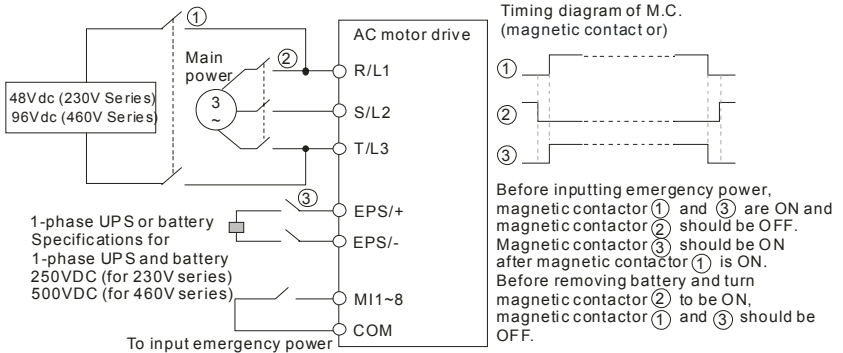 ①
AC motor drive
Timing diagram of M.C.
(magnetic contact or)
Main
power
②
R/L1
48Vdc (230V Series)
96Vdc (460V Series)
3
~
S/L2
T/L3
①
②
③
③
EPS/+
EPS/-
1-phase UPS or battery
Specifications for
1-phase UPS and battery
250VDC (for 230V series)
500VDC (for 460V series)
MI1~8
COM
To input emergency power
Before inputting emergency power,
magnetic contactor ① and ③ are ON and
magnetic contactor ② should be OFF.
Magnetic contactor ③ should be ON
after magnetic contactor ① is ON.
Before removing battery and turn
magnetic contactor ② to be ON,
magnetic contactor ① and ③ should be
OFF.